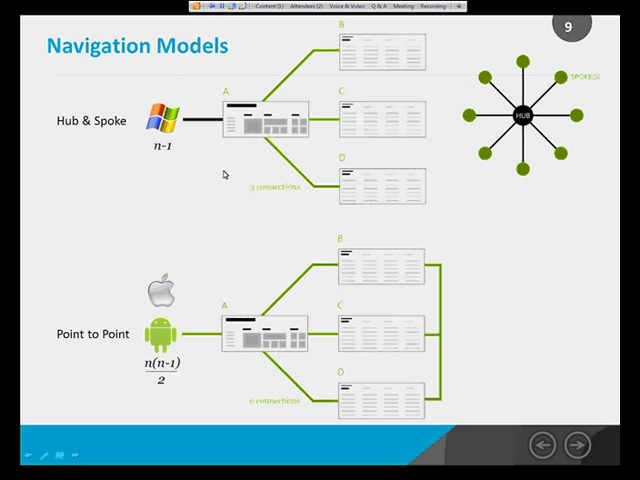 Content (1) Attendees (2) Voice & Video Q & A Meeting Recording
9
Navigation Models
B
SPOKE(S)
A
C
HUB
Hub & Spoke
n-1
D
3 connections
B
A
C
Point to Point
n(n-1)
2
D
6 connections